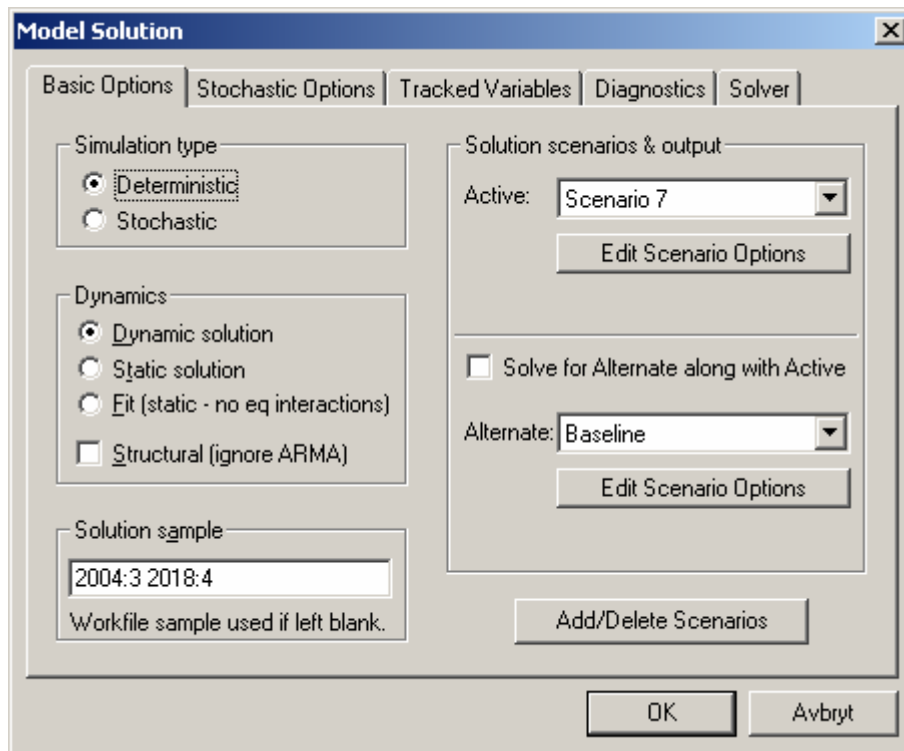 Model Solution
Basic Options
Stochastic Options
Tracked Variables
Diagnostics
Solver
Simulation type
Deterministic
Stochastic
Dynamics
Dynamic solution
Static solution
Fit (static - no eq interactions)
Structural (ignore ARMA)
Solution sample
2004:3 2018:4
Workfile sample used if left blank.
Solution scenarios & output
Active:
Scenario 7
Edit Scenario Options
Solve for Alternate along with Active
Alternate:
Baseline
Edit Scenario Options
Add/Delete Scenarios
OK
Avbryt